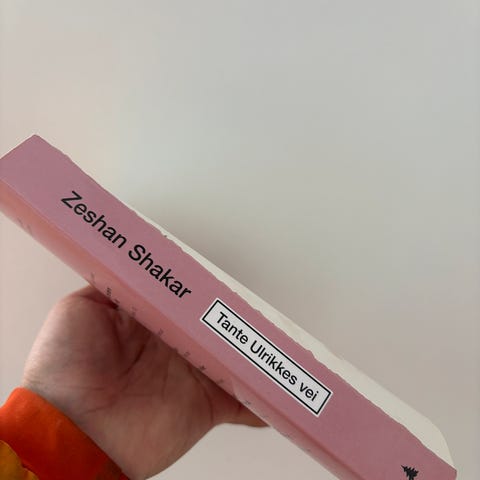 Zeshan Shakar
Tante Ulrikkes vei